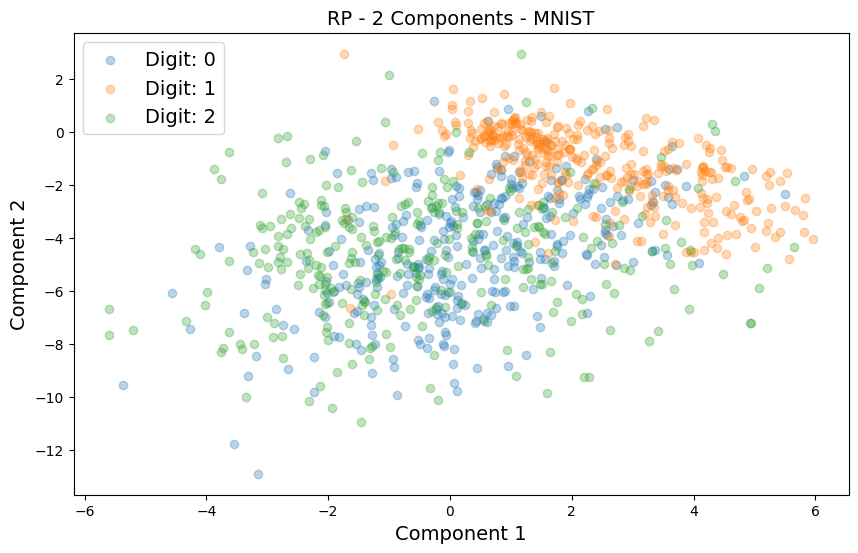 RP - 2 Components - MNIST
Digit: 0
Digit: 1
Digit: 2
2
0
−2
−4
−6
−8
−10
−12
Component 2
−6 −4 −2 0 2 4 6
Component 1